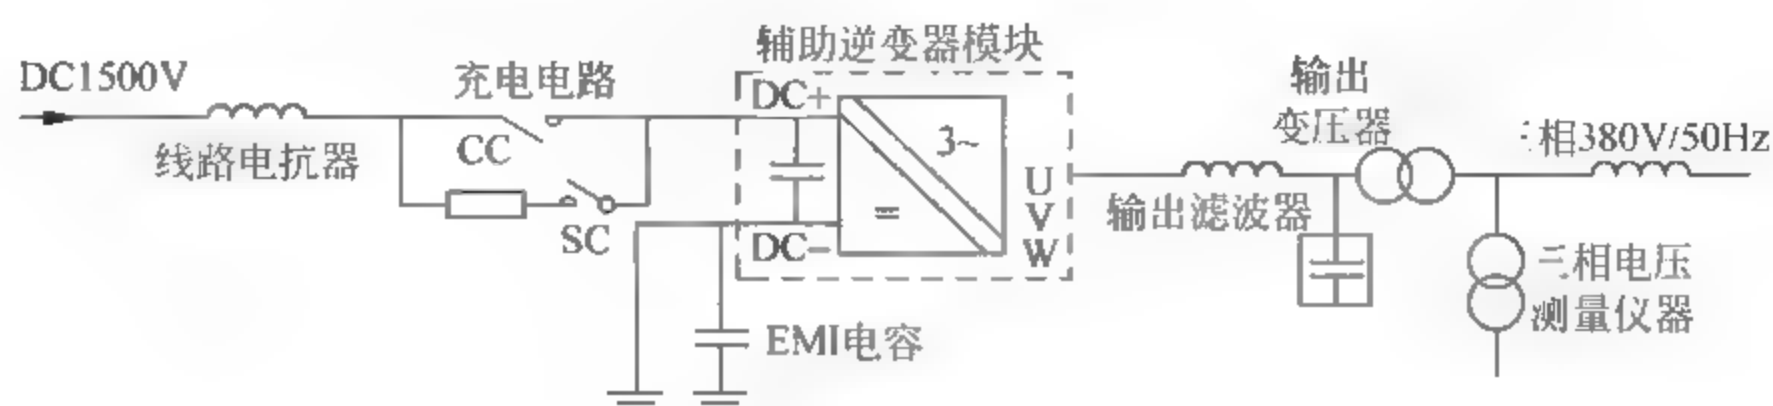 DC1500V
线路电抗器
充电电路
CC
SC
辅助逆变器模块
DC+
DC−
3~
=
U
V
W
EMI电容
输出滤波器
输出
变压器
三相380V/50Hz
三相电压
测量仪器